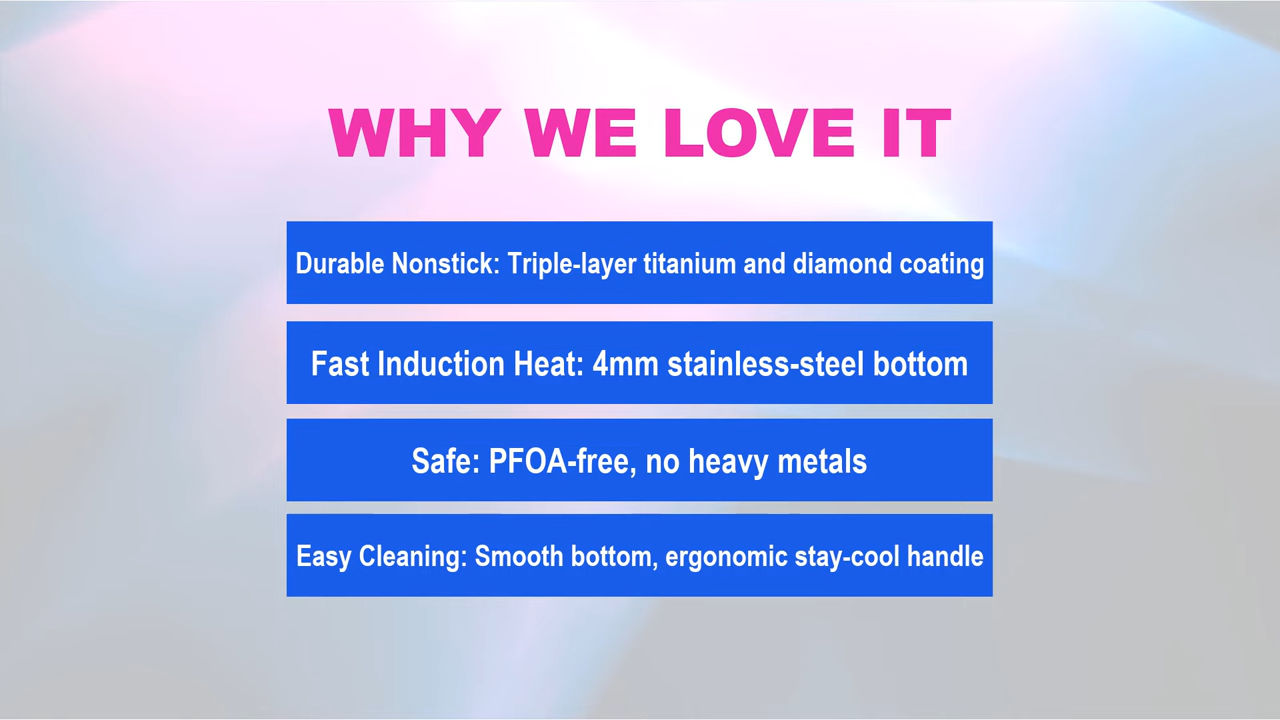 WHY WE LOVE IT
Durable Nonstick: Triple-layer titanium and diamond coating
Fast Induction Heat: 4mm stainless-steel bottom
Safe: PFOA-free, no heavy metals
Easy Cleaning: Smooth bottom, ergonomic stay-cool handle